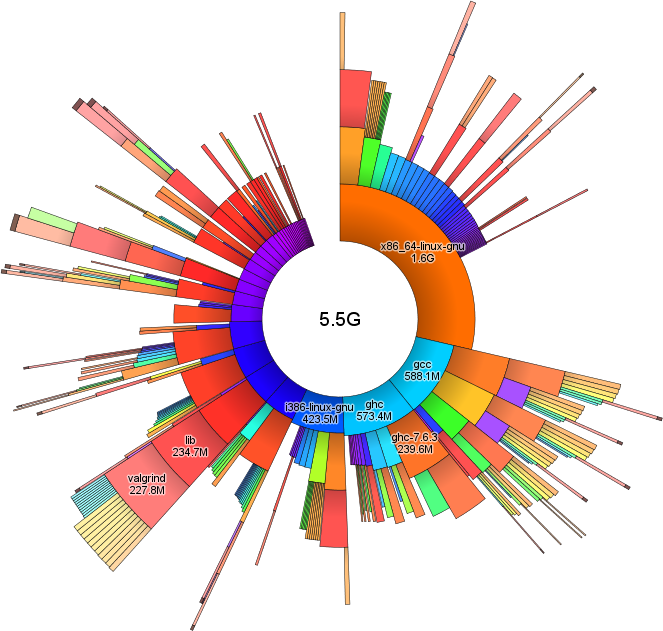 x86_64-linux-gnu
1.6G
5.5G
gcc
588.1M
ghc
573.4M
i386-linux-gnu
423.5M
ghc-7.6.3
239.6M
lib
234.7M
valgrind
227.8M